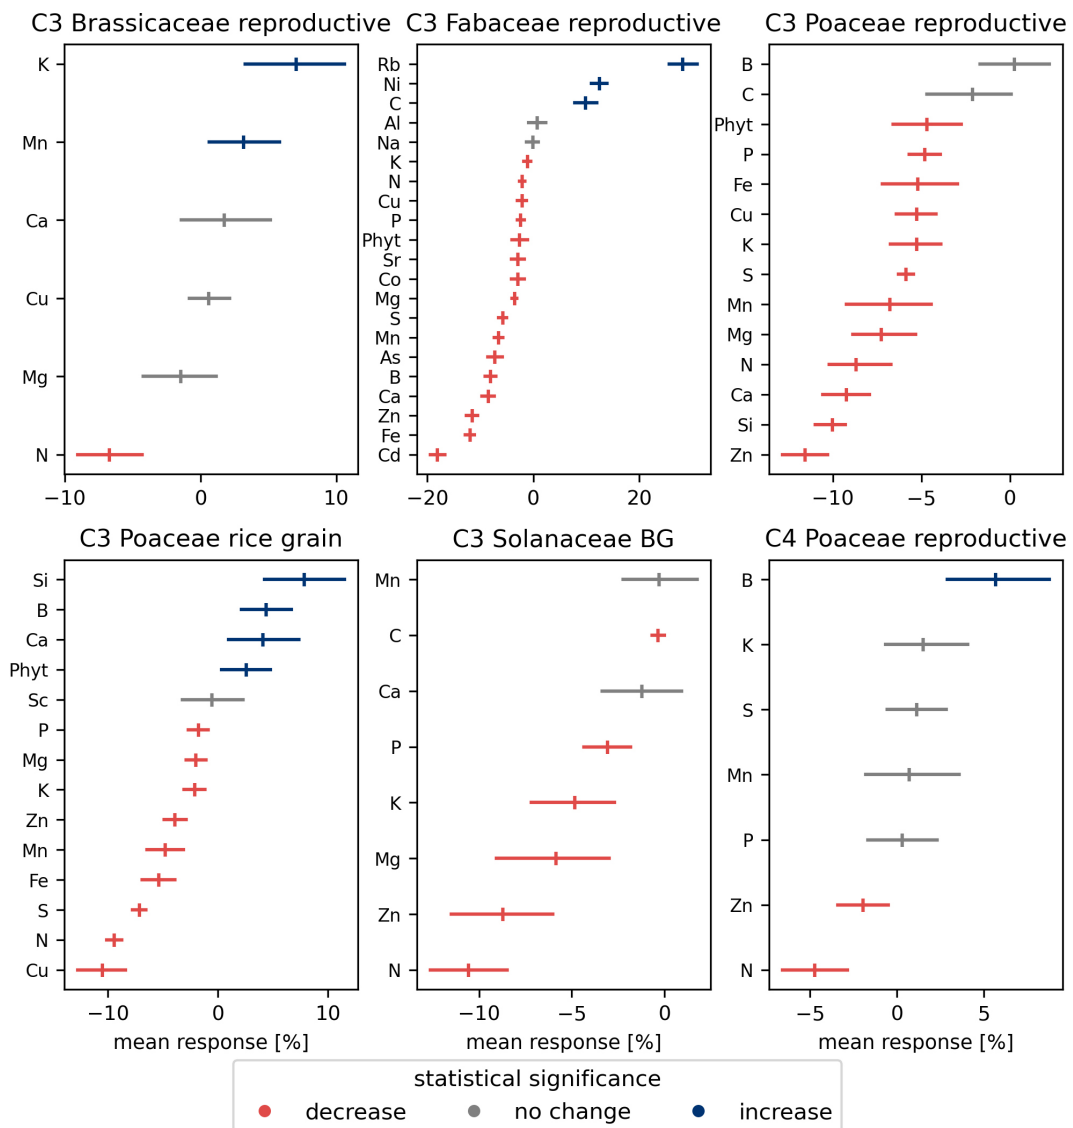 C3 Brassicaceae reproductive
K
Mn
Ca
Cu
Mg
N
−10 0 10
C3 Fabaceae reproductive
Rb
Ni
C
Al
Na
K
N
Cu
P
Phyt
Sr
Co
Mg
S
Mn
As
B
Ca
Zn
Fe
Cd
−20 0 20
C3 Poaceae reproductive
B
C
Phyt
P
Fe
Cu
K
S
Mn
Mg
N
Ca
Si
Zn
−10 −5 0
C3 Poaceae rice grain
Si
B
Ca
Phyt
Sc
P
Mg
K
Zn
Mn
Fe
S
N
Cu
−10 0 10
mean response [%]
C3 Solanaceae BG
Mn
C
Ca
P
K
Mg
Zn
N
−10 −5 0
mean response [%]
C4 Poaceae reproductive
B
K
S
Mn
P
Zn
N
−5 0 5
mean response [%]
statistical significance
decrease no change increase